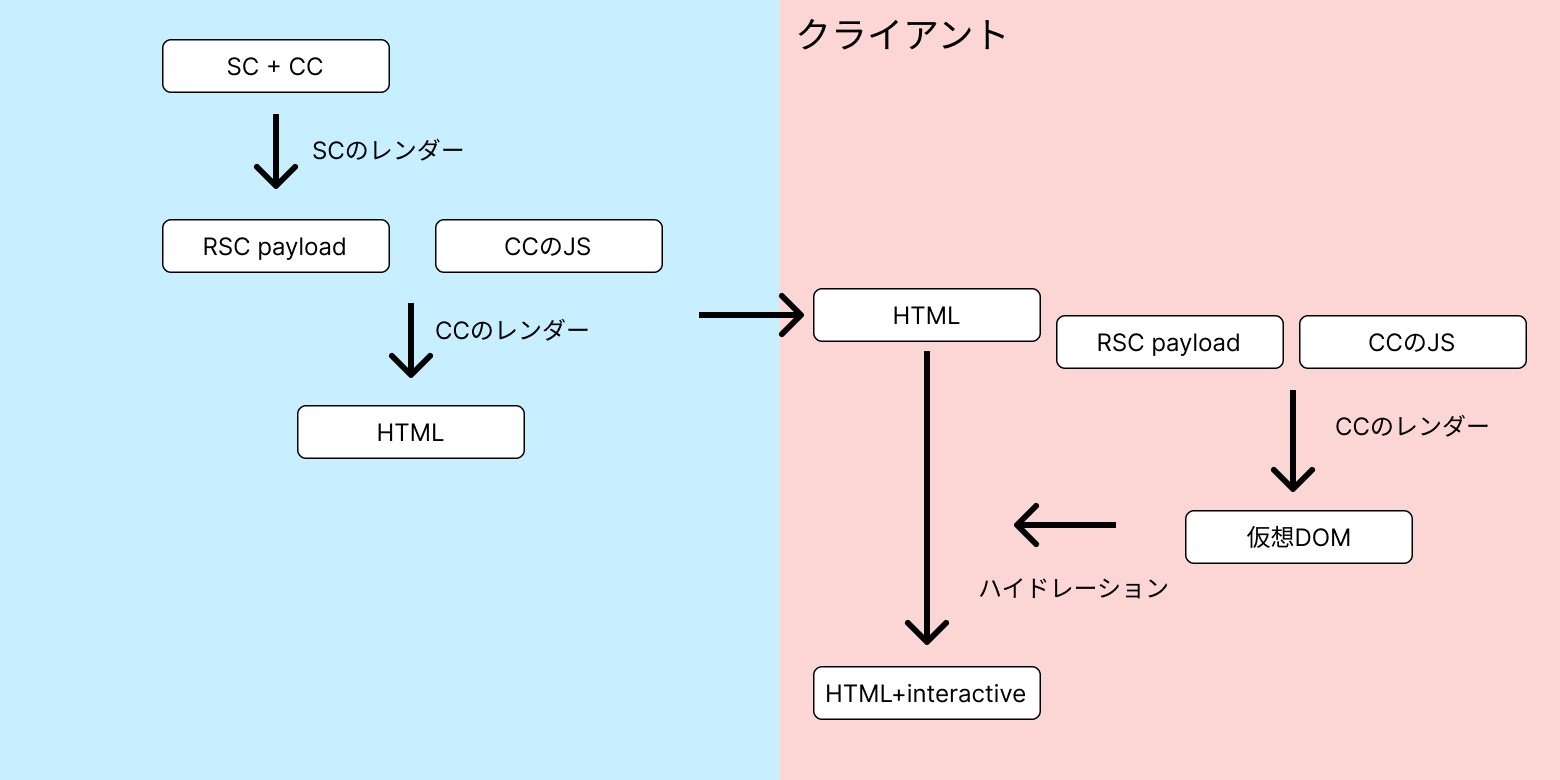 SC + CC
SCのレンダー
RSC payload
CCのJS
CCのレンダー
HTML
クライアント
HTML
RSC payload
CCのJS
CCのレンダー
仮想DOM
ハイドレーション
HTML+interactive